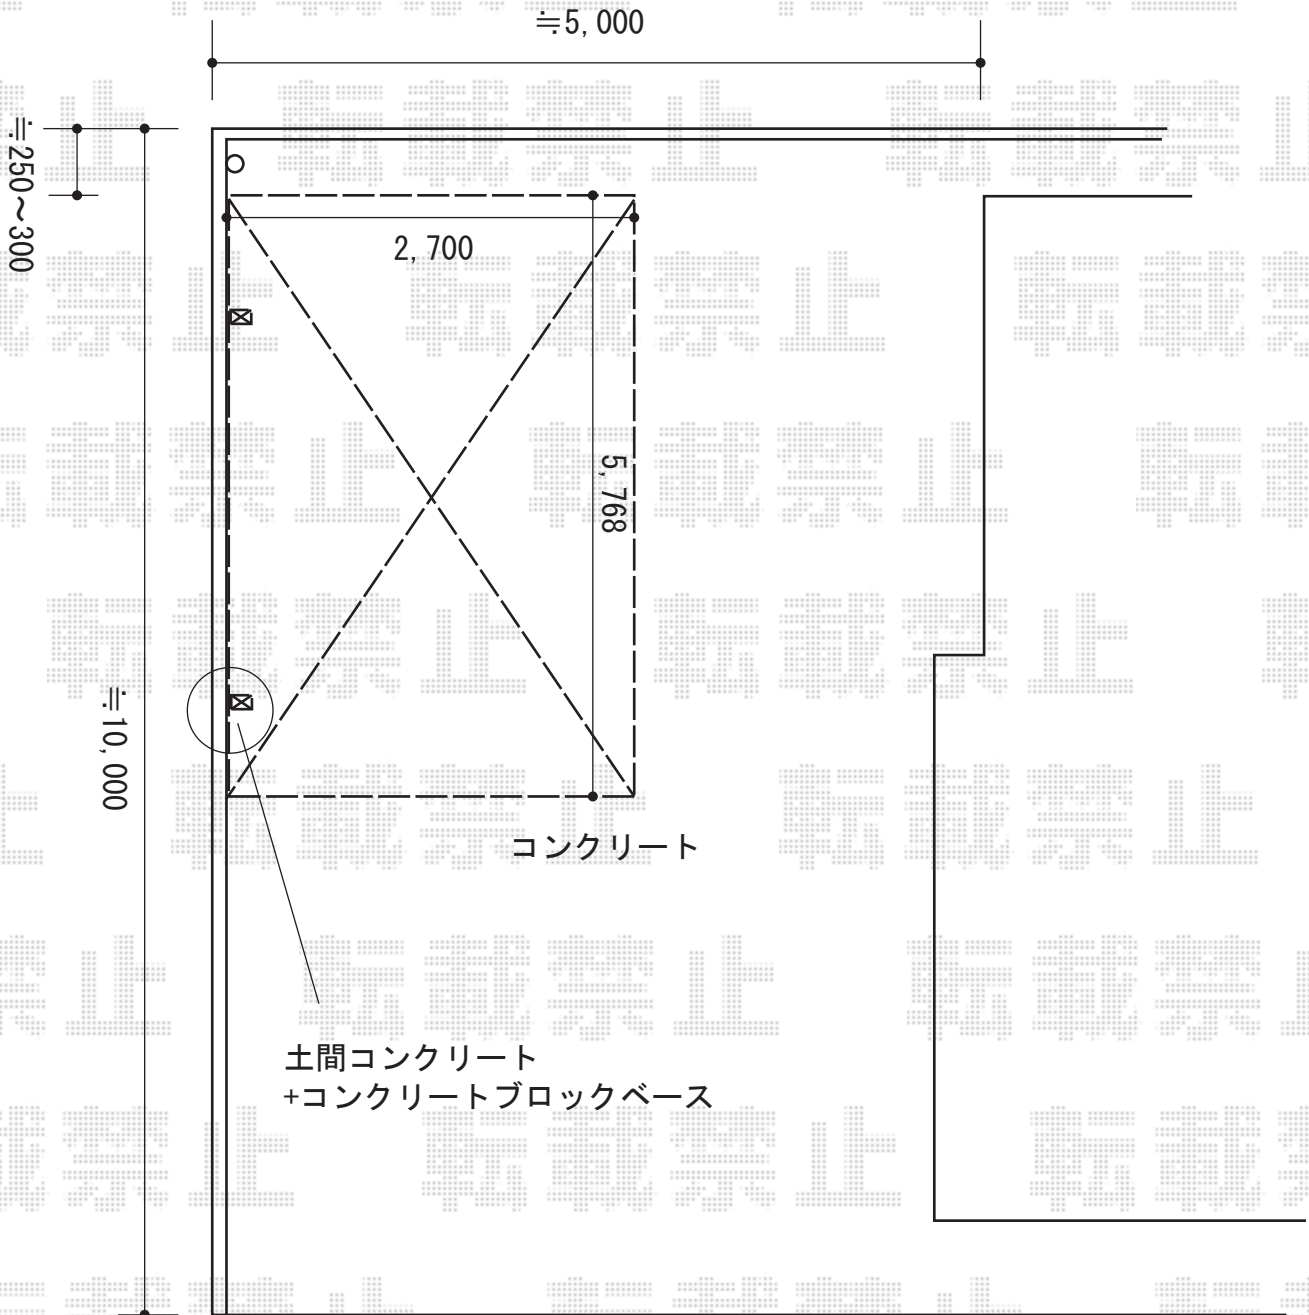 ≒5,000
≒250～300
2,700
5,768
≒10,000
コンクリート
土間コンクリート
+コンクリートブロックベース
転載禁止